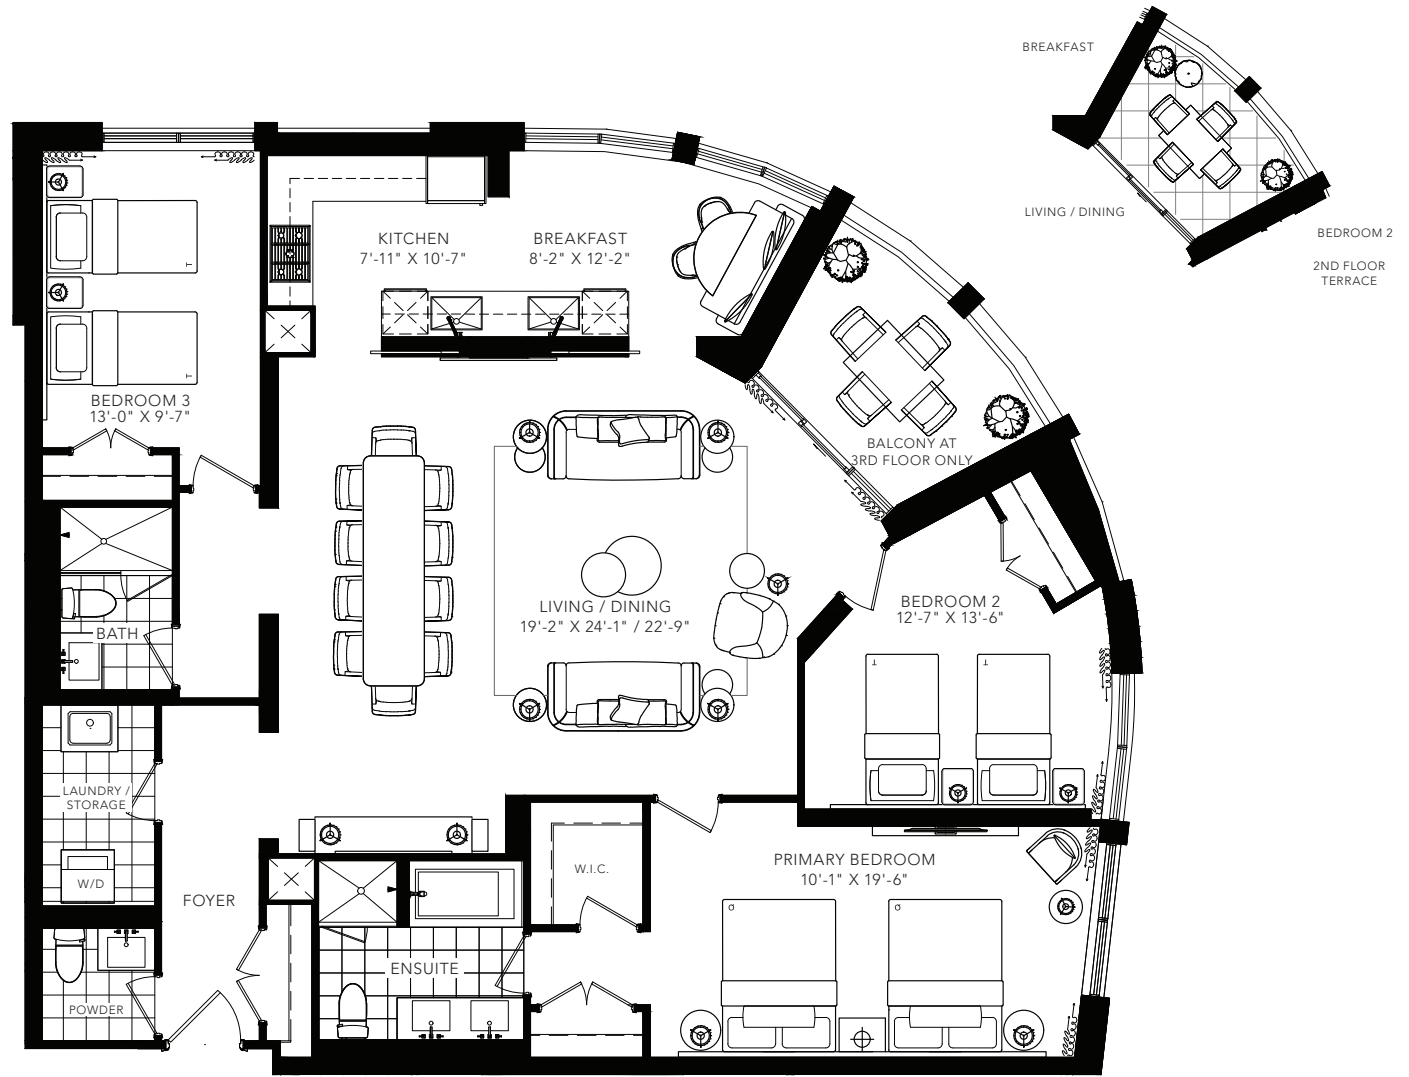 BREAKFAST
LIVING / DINING
BEDROOM 2
2ND FLOOR
TERRACE
KITCHEN
7'-11" X 10'-7"
BREAKFAST
8'-2" X 12'-2"
BEDROOM 3
13'-0" X 9'-7"
BALCONY AT
3RD FLOOR ONLY
LIVING / DINING
19'-2" X 24'-1" / 22'-9"
BEDROOM 2
12'-7" X 13'-6"
BATH
LAUNDRY /
STORAGE
W/D
FOYER
POWDER
ENSUITE
W.I.C.
PRIMARY BEDROOM
10'-1" X 19'-6"